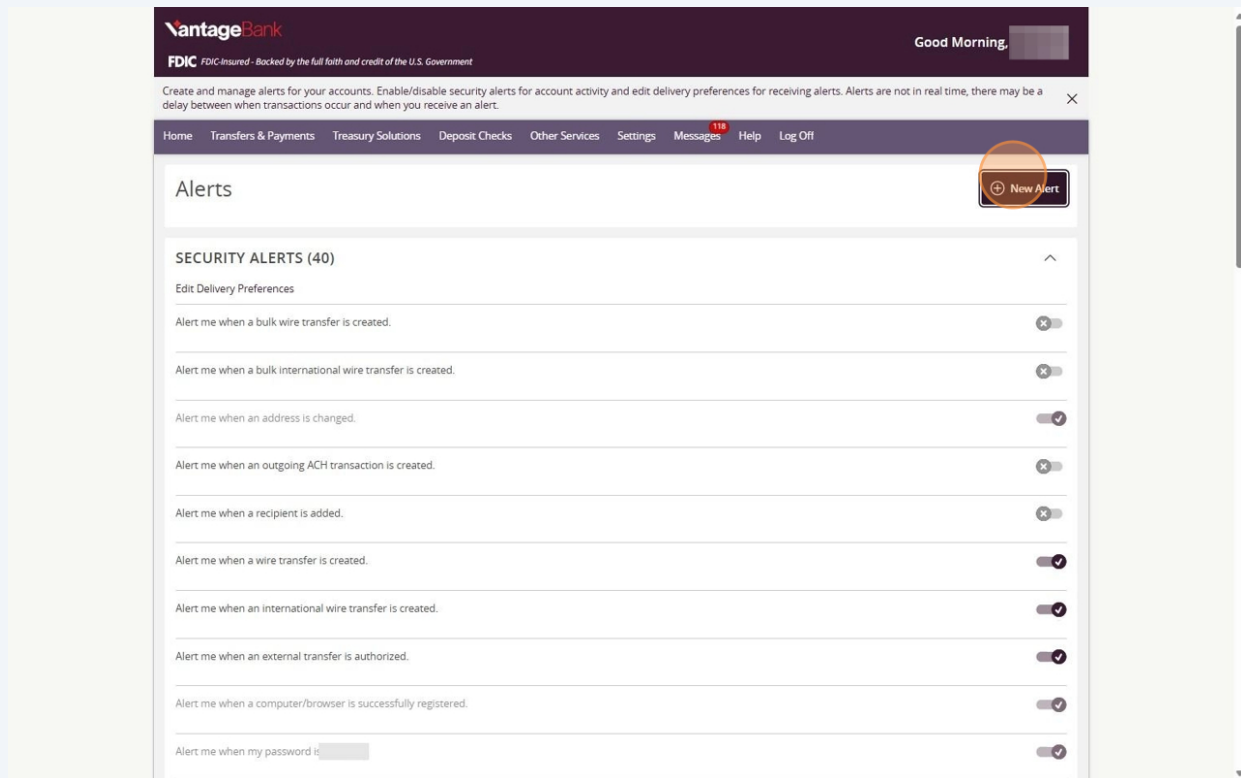 VantageBank
Good Morning,
FDIC FDIC-Insured - Backed by the full faith and credit of the U.S. Government
Create and manage alerts for your accounts. Enable/disable security alerts for account activity and edit delivery preferences for receiving alerts. Alerts are not in real time, there may be a
delay between when transactions occur and when you receive an alert.
Home Transfers & Payments Treasury Solutions Deposit Checks Other Services Settings Messages 118 Help Log Off
Alerts
New Alert
SECURITY ALERTS (40)
Edit Delivery Preferences
Alert me when a bulk wire transfer is created.
Alert me when a bulk international wire transfer is created.
Alert me when an address is changed.
Alert me when an outgoing ACH transaction is created.
Alert me when a recipient is added.
Alert me when a wire transfer is created.
Alert me when an international wire transfer is created.
Alert me when an external transfer is authorized.
Alert me when a computer/browser is successfully registered.
Alert me when my password is